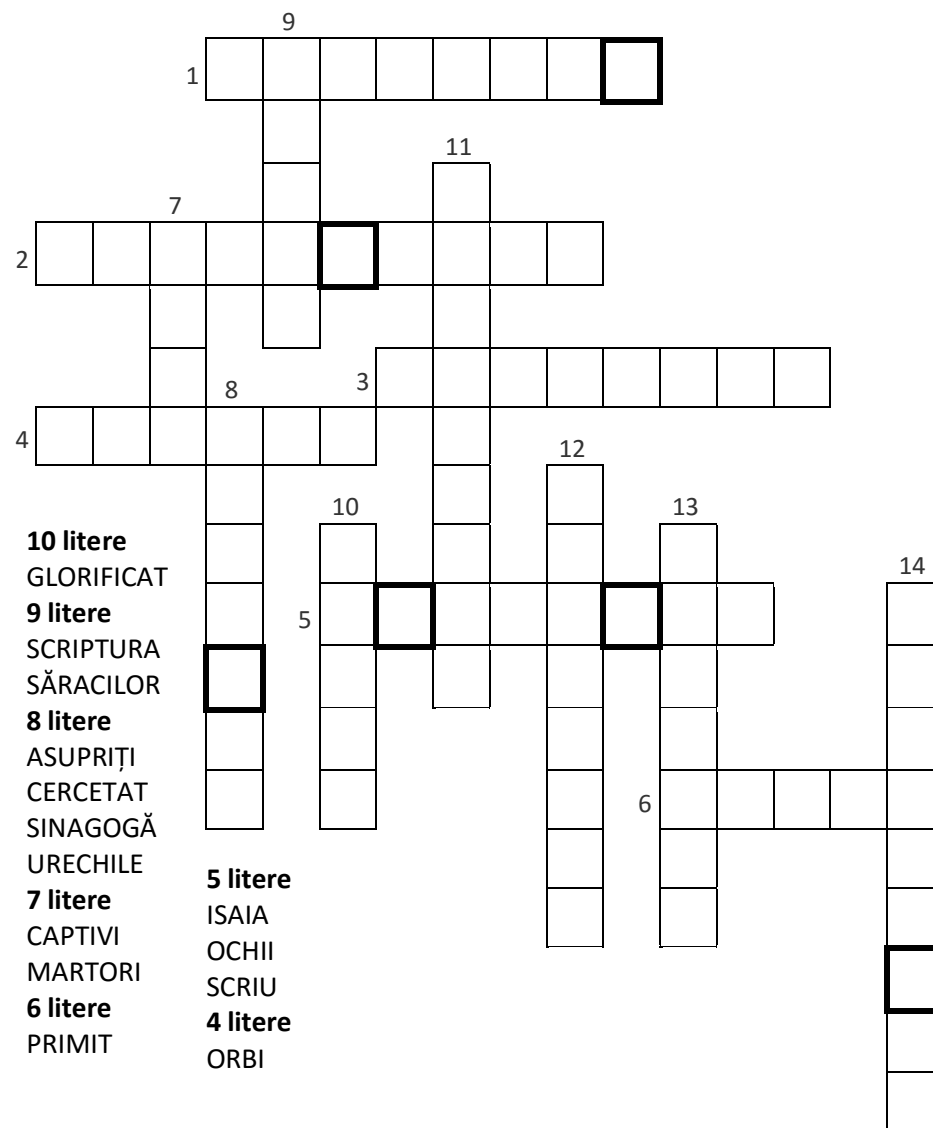 9
1
11
7
2
8
3
4
12
10
13
10 litere
GLORIFICAT
14
9 litere
5
SCRIPTURA
SĂRACILOR
8 litere
ASUPRIȚI
CERCETAT
6
SINAGOGĂ
URECHILE
7 litere
CAPTIVI
MARTORI
6 litere
PRIMIT
5 litere
ISAIA
OCHII
SCRIU
4 litere
ORBI